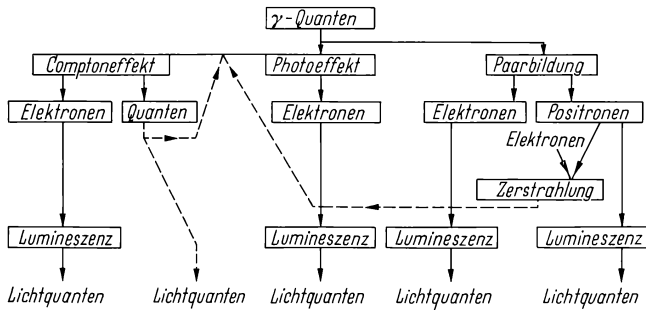 γ-Quanten
Comptoneffekt Photoeffekt Paarbildung
Elektronen Quanten Elektronen Elektronen Positronen
Elektronen
Zerstrahlung
Lumineszenz Lumineszenz Lumineszenz Lumineszenz
Lichtquanten Lichtquanten Lichtquanten Lichtquanten Lichtquanten